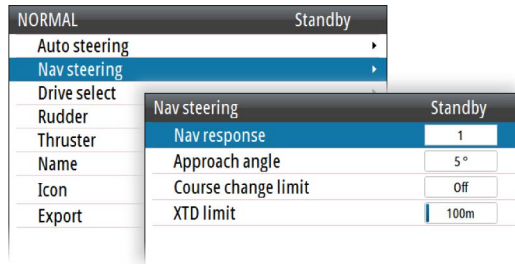 NORMAL Standby
Auto steering
Nav steering
Drive select
Rudder
Thruster
Name
Icon
Export
Nav steering Standby
Nav response 1
Approach angle 5°
Course change limit Off
XTD limit 100m